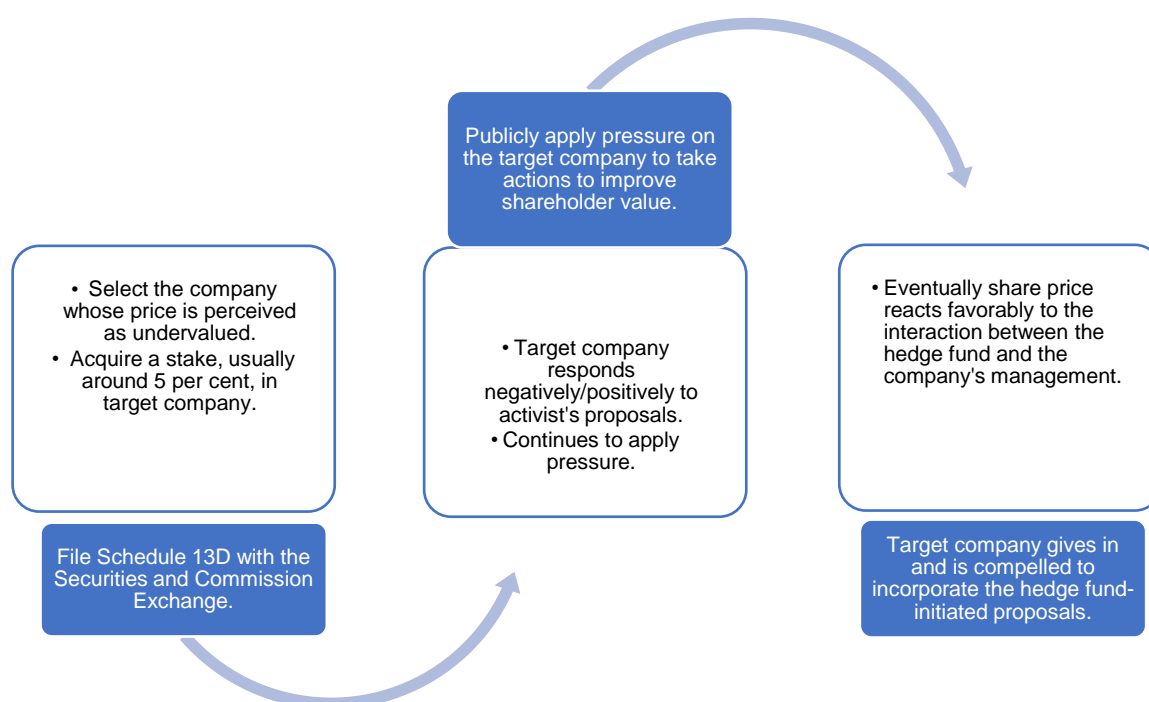 • Select the company
whose price is perceived
as undervalued.
• Acquire a stake, usually
around 5 per cent, in
target company.
File Schedule 13D with the
Securities and Commission
Exchange.
Publicly apply pressure on
the target company to take
actions to improve
shareholder value.
• Target company
responds
negatively/positively to
activist's proposals.
• Continues to apply
pressure.
• Eventually share price
reacts favorably to the
interaction between the
hedge fund and the
company's management.
Target company gives in
and is compelled to
incorporate the hedge fund-
initiated proposals.